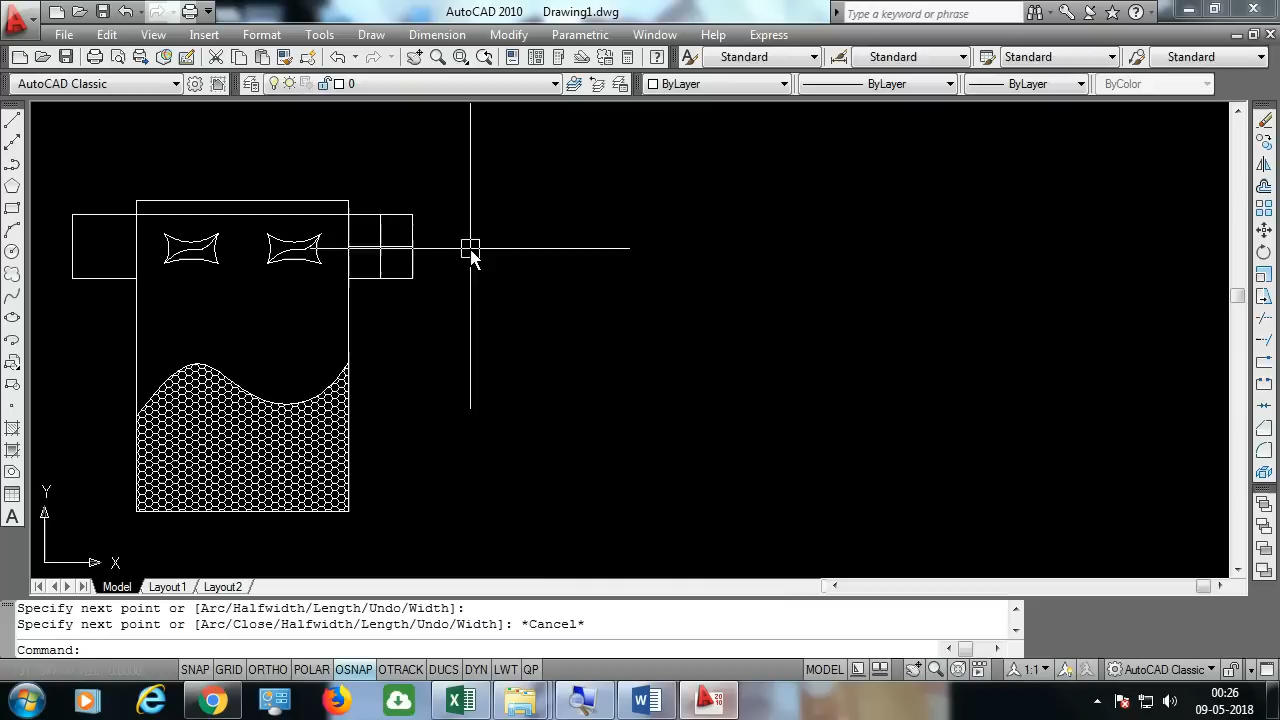 AutoCAD 2010 Drawing1.dwg
Type a keyword or phrase
File Edit View Insert Format Tools Draw Dimension Modify Parametric Window Help Express
Standard Standard Standard Standard
AutoCAD Classic 0 ByLayer ByLayer ByLayer ByColor
Y
X
A
Model Layout1 Layout2
Specify next point or [Arc/Halfwidth/Length/Undo/Width]:
Specify next point or [Arc/Close/Halfwidth/Length/Undo/Width]: *Cancel*
Command:
SNAP GRID ORTHO POLAR OSNAP OTRACK DUCS DYN LWT QP MODEL 1:1 AutoCAD Classic
00:26
09-05-2018